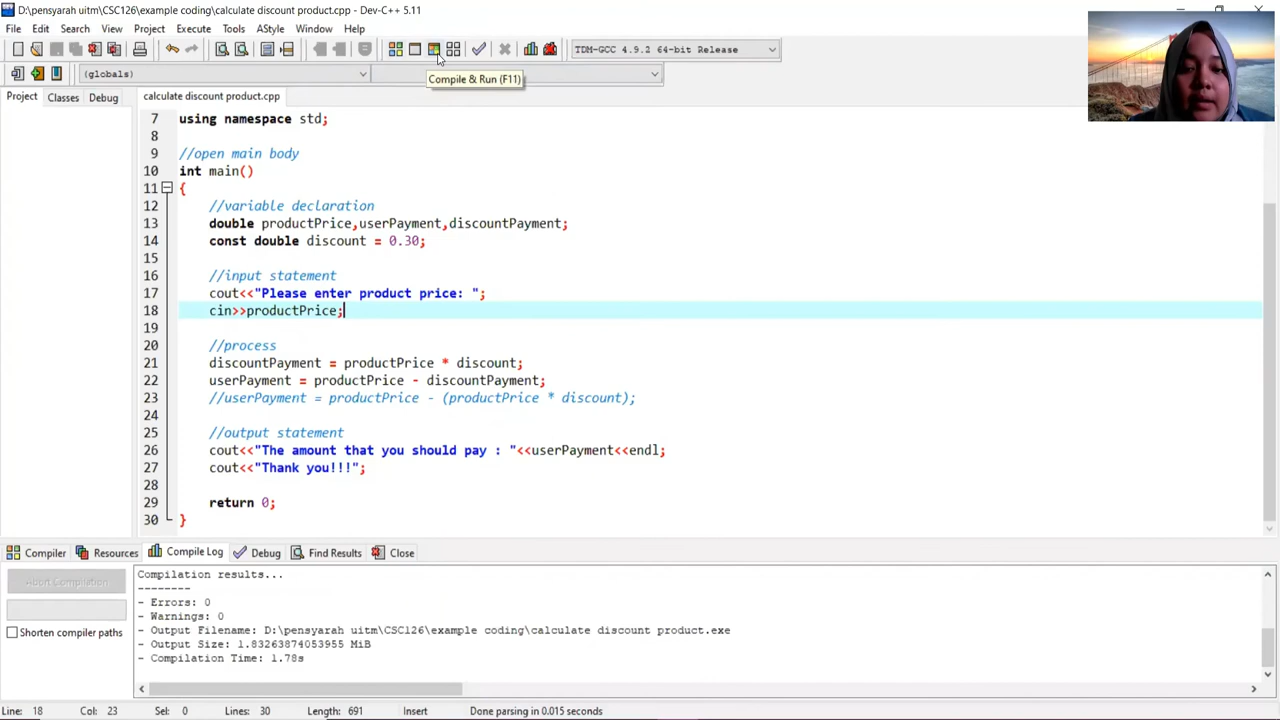 D:\pensyarah uitm\CSC126\example coding\calculate discount product.cpp - Dev-C++ 5.11
File Edit Search View Project Execute Tools AStyle Window Help
TDM-GCC 4.9.2 64-bit Release
(globals)
Compile & Run (F11)
Project Classes Debug
calculate discount product.cpp
7 using namespace std;
8
9 //open main body
10 int main()
11 {
12 //variable declaration
13 double productPrice,userPayment,discountPayment;
14 const double discount = 0.30;
15
16 //input statement
17 cout<<"Please enter product price: ";
18 cin>>productPrice;
19
20 //process
21 discountPayment = productPrice * discount;
22 userPayment = productPrice - discountPayment;
23 //userPayment = productPrice - (productPrice * discount);
24
25 //output statement
26 cout<<"The amount that you should pay : "<<userPayment<<endl;
27 cout<<"Thank you!!!";
28
29 return 0;
30 }
Compiler Resources Compile Log Debug Find Results Close
Abort Compilation
Shorten compiler paths
Compilation results...
--------
- Errors: 0
- Warnings: 0
- Output Filename: D:\pensyarah uitm\CSC126\example coding\calculate discount product.exe
- Output Size: 1.83263874053955 MiB
- Compilation Time: 1.78s
Line: 18 Col: 23 Sel: 0 Lines: 30 Length: 691 Insert Done parsing in 0.015 seconds